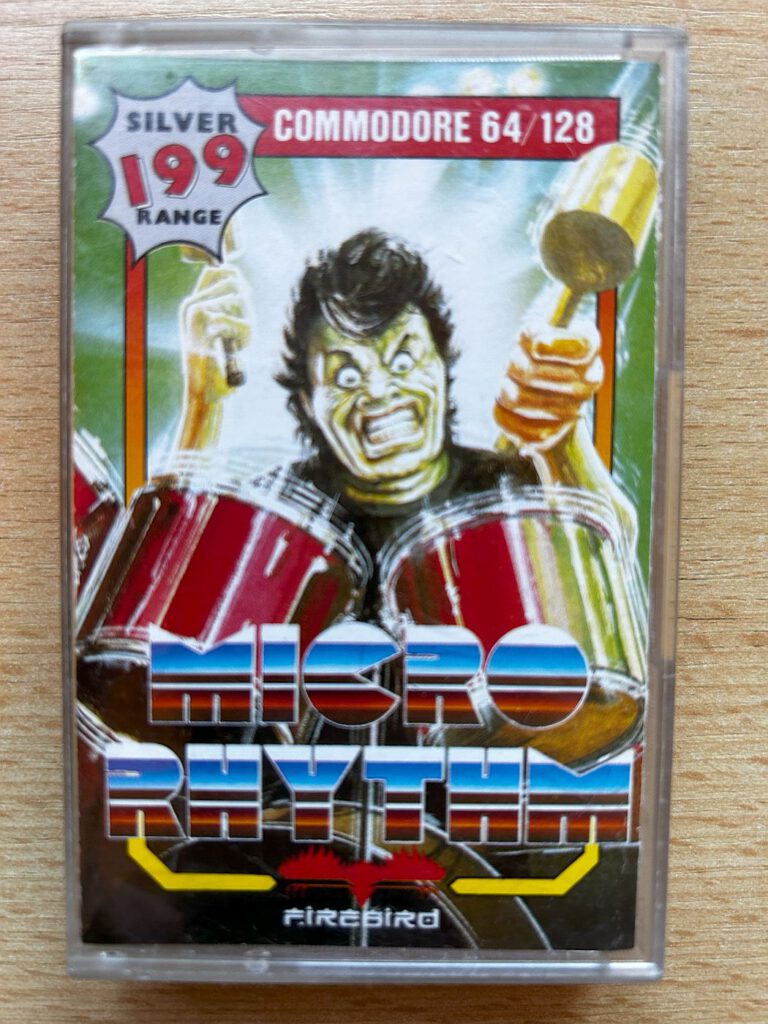 SILVER
199
RANGE
COMMODORE 64/128
MICRO
RHYTHM
FIREBIRD